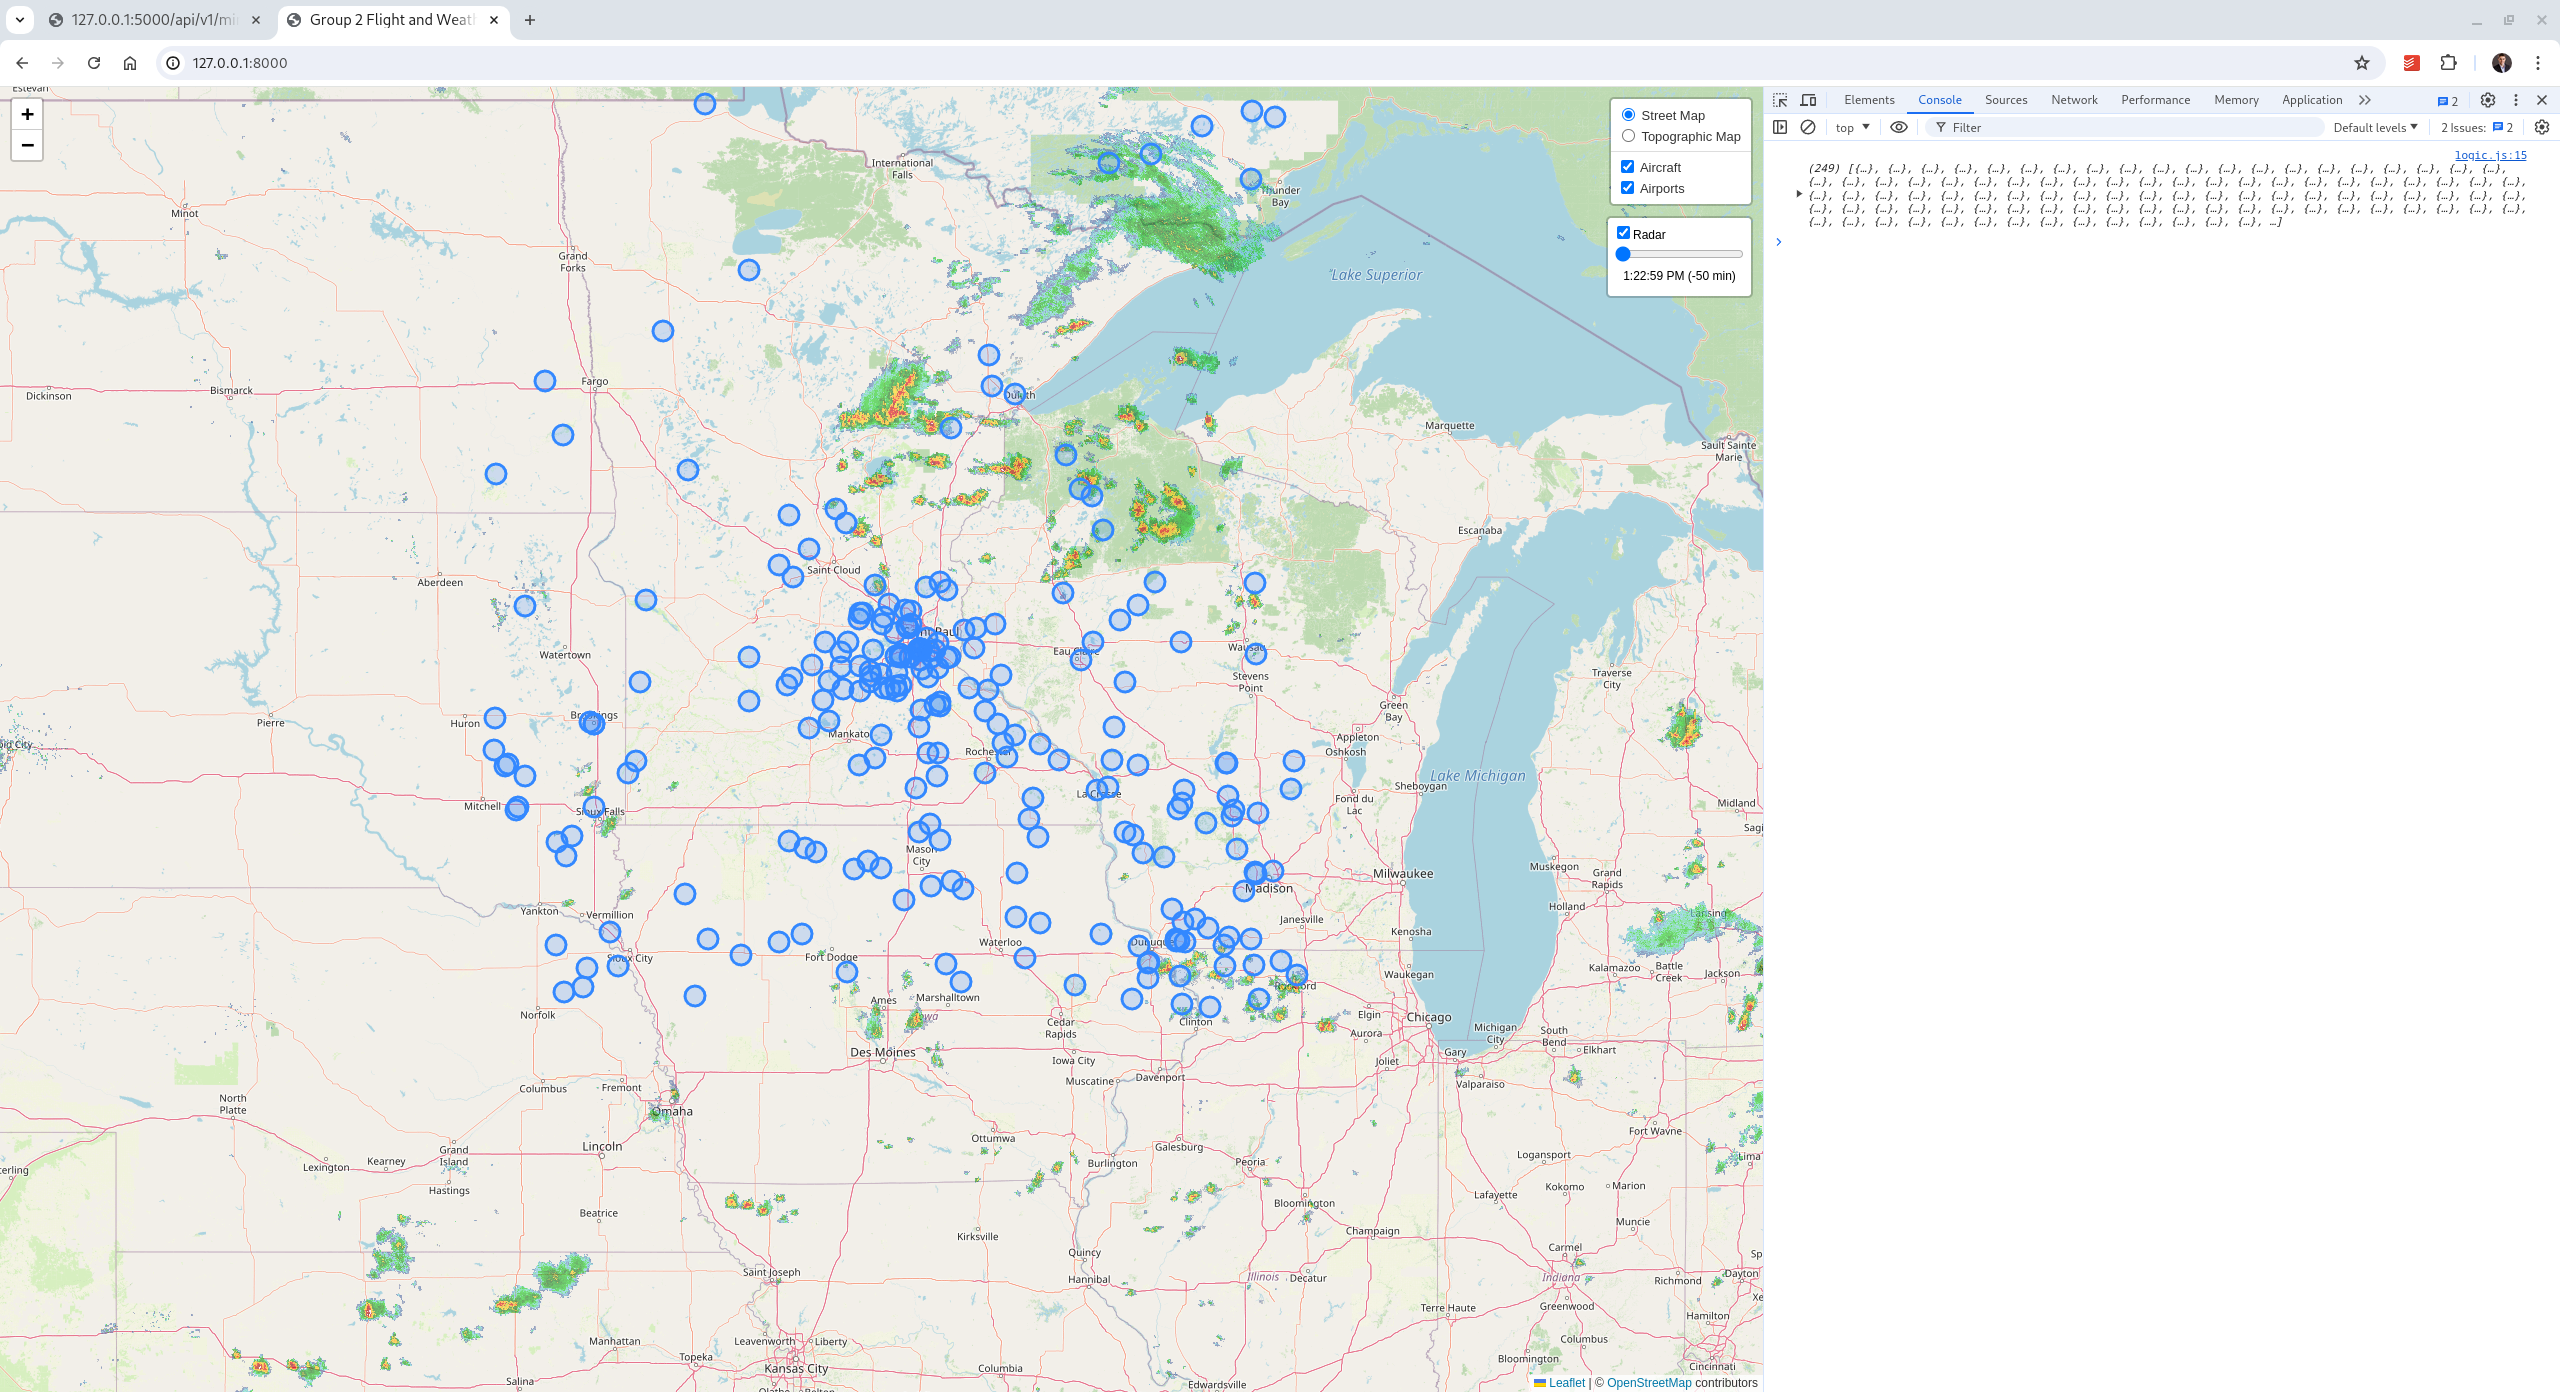 127.0.0.1:5000/api/v1/mi
Group 2 Flight and Weat
127.0.0.1:8000
Elements
Console
Sources
Network
Performance
Memory
Application
2
top
Filter
Default levels
2 Issues:
2
logic.js:15
(249) [{…}, {…}, {…}, {…}, {…}, {…}, {…}, {…}, {…}, {…}, {…}, {…}, {…}, {…}, {…}, {…}, {…}, {…}, {…}, {…},
{…}, {…}, {…}, {…}, {…}, {…}, {…}, {…}, {…}, {…}, {…}, {…}, {…}, {…}, {…}, {…}, {…}, {…}, {…}, {…}, {…}, {…},
{…}, {…}, {…}, {…}, {…}, {…}, {…}, {…}, {…}, {…}, {…}, {…}, {…}, {…}, {…}, {…}, {…}, {…}, {…}, {…}, {…}, {…},
{…}, {…}, {…}, {…}, {…}, {…}, {…}, {…}, {…}, {…}, {…}, {…}, {…}, {…}, {…}, {…}, {…}, {…}, {…}, {…}, {…}, {…},
{…}, {…}, {…}, {…}, {…}, {…}, {…}, {…}, {…}, {…}, {…}, {…}, {…}, {…}, …]
+
−
Street Map
Topographic Map
Aircraft
Airports
Radar
1:22:59 PM (-50 min)
Estevan
International
Falls
Thunder
Bay
Minot
Grand
Forks
Lake Superior
Dickinson
Bismarck
Fargo
Duluth
Marquette
Sault Sainte
Marie
Escanaba
Saint Cloud
Aberdeen
Watertown
Eau Claire
Wausau
Stevens
Point
Traverse
City
Pierre
Huron
Brookings
Mankato
Rochester
Green
Bay
Appleton
Oshkosh
Lake Michigan
Sheboygan
Fond du
Lac
Mitchell
Sioux Falls
La Crosse
Midland
Mason
City
Madison
Milwaukee
Muskegon
Grand
Rapids
Holland
Lansing
Yankton
Vermillion
Janesville
Kenosha
Waterloo
Dubuque
Sioux City
Fort Dodge
Waukegan
Kalamazoo
Battle
Creek
Jackson
Rockford
Ames
Marshalltown
Norfolk
Cedar
Rapids
Clinton
Elgin
Aurora
Chicago
Michigan
City
South
Bend
Elkhart
Gary
Des Moines
Iowa City
Joliet
Valparaiso
Muscatine
Davenport
Columbus
Fremont
North
Platte
Omaha
Fort Wayne
Ottumwa
Galesburg
Lincoln
Grand
Island
Kearney
Lexington
Hastings
Burlington
Peoria
Logansport
Lima
Lafayette
Kokomo
Marion
Bloomington
Beatrice
Muncie
Kirksville
Champaign
Quincy
Carmel
Saint Joseph
Hannibal
Illinois
Decatur
Indiana
Richmond
Dayton
Greenwood
Terre Haute
Hamilton
Manhattan
Leavenworth
Liberty
Columbus
Topeka
Kansas City
Columbia
Bloomington
Cincinnati
Salina
Edwardsville
Leaflet | © OpenStreetMap contributors